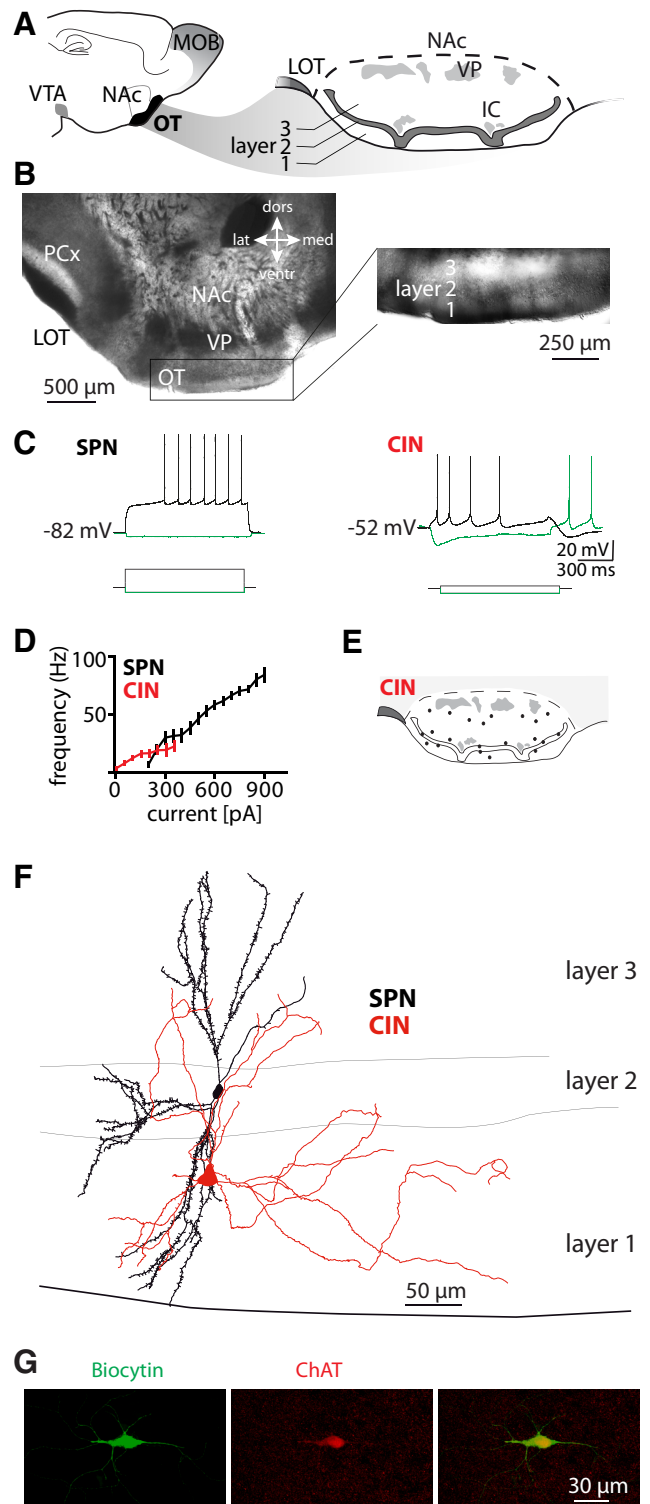 A
MOB
NAc
LOT
VP
VTA
NAc
IC
OT
3
layer 2
1
B
dors
PCx
lat
med
ventr
3
NAc
layer 2
1
LOT
VP
OT
500 µm
250 µm
C
SPN
CIN
-82 mV
-52 mV
20 mV
300 ms
D
E
100
SPN
CIN
CIN
50
frequency (Hz)
0 300 600 900
current [pA]
F
layer 3
SPN
CIN
layer 2
layer 1
50 µm
G
Biocytin
ChAT
30 µm